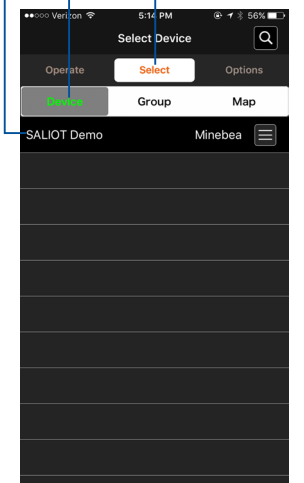 Verizon 5:14 PM 56%
Select Device
Operate Select Options
Device Group Map
SALIOT Demo Minebea